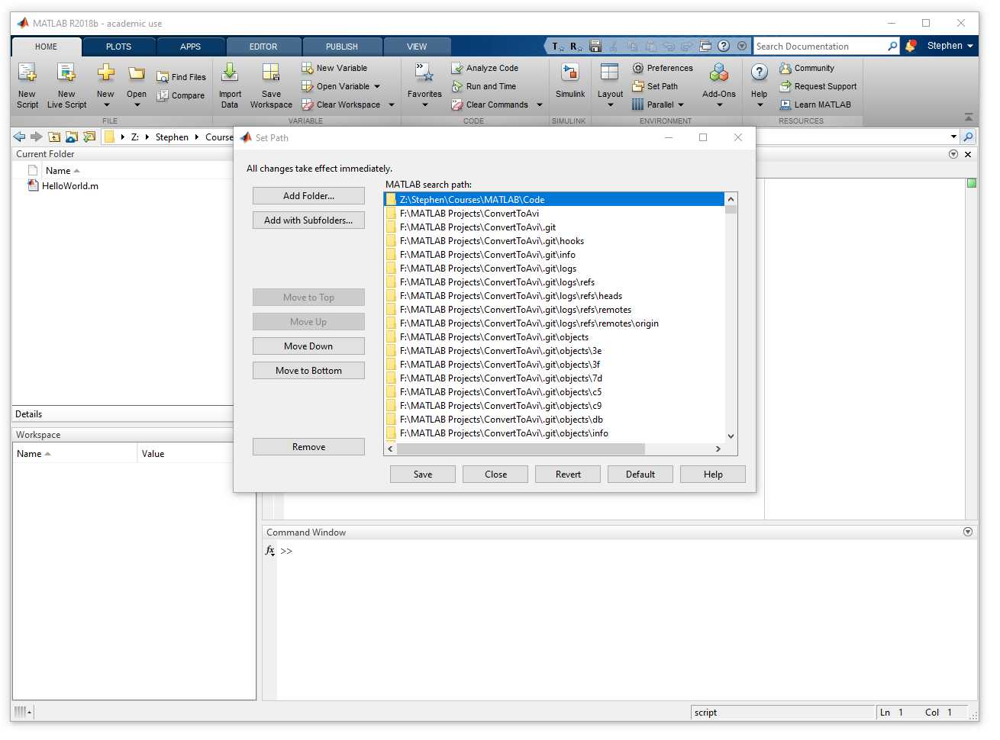 MATLAB R2018b - academic use
HOME PLOTS APPS EDITOR PUBLISH VIEW
Search Documentation
Stephen
New Script
New Live Script
New
Open
Find Files
Compare
FILE
Import Data
Save Workspace
New Variable
Open Variable
Clear Workspace
VARIABLE
Favorites
Analyze Code
Run and Time
Clear Commands
CODE
Simulink
SIMULINK
Layout
Preferences
Set Path
Parallel
Add-Ons
ENVIRONMENT
Help
Community
Request Support
Learn MATLAB
RESOURCES
Z: Stephen Course
Current Folder
Name
HelloWorld.m
Details
Workspace
Name Value
Set Path
All changes take effect immediately.
MATLAB search path:
Add Folder...
Add with Subfolders...
Move to Top
Move Up
Move Down
Move to Bottom
Remove
Z:\Stephen\Courses\MATLAB\Code
F:\MATLAB Projects\ConvertToAvi
F:\MATLAB Projects\ConvertToAvi\.git
F:\MATLAB Projects\ConvertToAvi\.git\hooks
F:\MATLAB Projects\ConvertToAvi\.git\info
F:\MATLAB Projects\ConvertToAvi\.git\logs
F:\MATLAB Projects\ConvertToAvi\.git\logs\refs
F:\MATLAB Projects\ConvertToAvi\.git\logs\refs\heads
F:\MATLAB Projects\ConvertToAvi\.git\logs\refs\remotes
F:\MATLAB Projects\ConvertToAvi\.git\logs\refs\remotes\origin
F:\MATLAB Projects\ConvertToAvi\.git\objects
F:\MATLAB Projects\ConvertToAvi\.git\objects\3e
F:\MATLAB Projects\ConvertToAvi\.git\objects\3f
F:\MATLAB Projects\ConvertToAvi\.git\objects\7d
F:\MATLAB Projects\ConvertToAvi\.git\objects\c5
F:\MATLAB Projects\ConvertToAvi\.git\objects\c9
F:\MATLAB Projects\ConvertToAvi\.git\objects\db
F:\MATLAB Projects\ConvertToAvi\.git\objects\info
Save Close Revert Default Help
Command Window
fx >>
script
Ln 1 Col 1